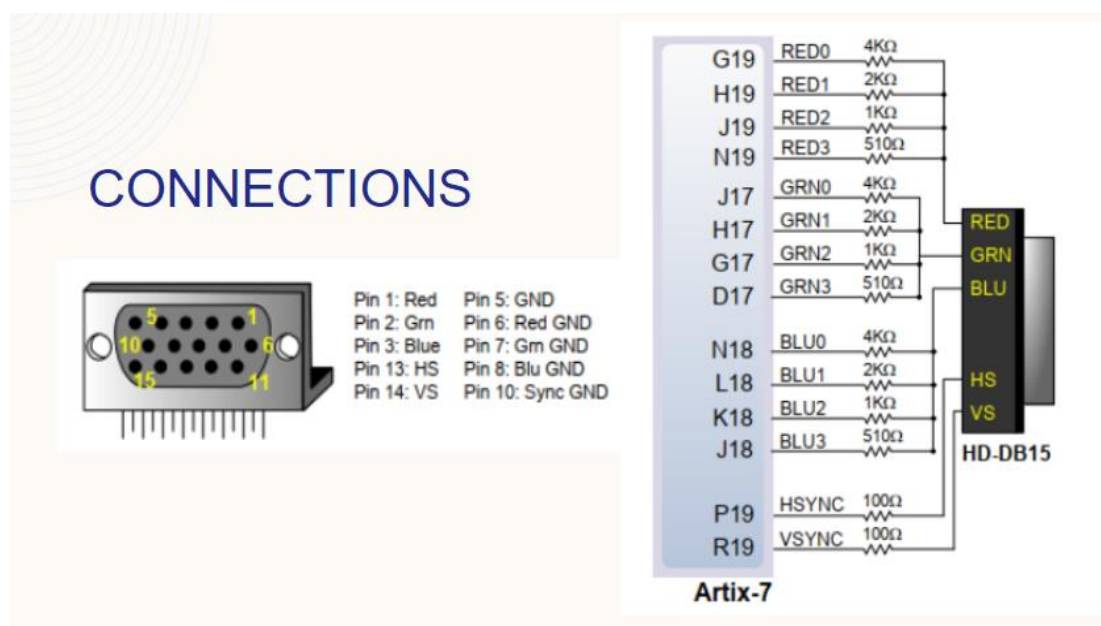 CONNECTIONS
5
1
10
6
15
11
Pin 1: Red Pin 5: GND
Pin 2: Grn Pin 6: Red GND
Pin 3: Blue Pin 7: Grn GND
Pin 13: HS Pin 8: Blu GND
Pin 14: VS Pin 10: Sync GND
G19 RED0 4KΩ
H19 RED1 2KΩ
J19 RED2 1KΩ
N19 RED3 510Ω
J17 GRN0 4KΩ
H17 GRN1 2KΩ
G17 GRN2 1KΩ
D17 GRN3 510Ω
N18 BLU0 4KΩ
L18 BLU1 2KΩ
K18 BLU2 1KΩ
J18 BLU3 510Ω
P19 HSYNC 100Ω
R19 VSYNC 100Ω
Artix-7
RED
GRN
BLU
HS
VS
HD-DB15